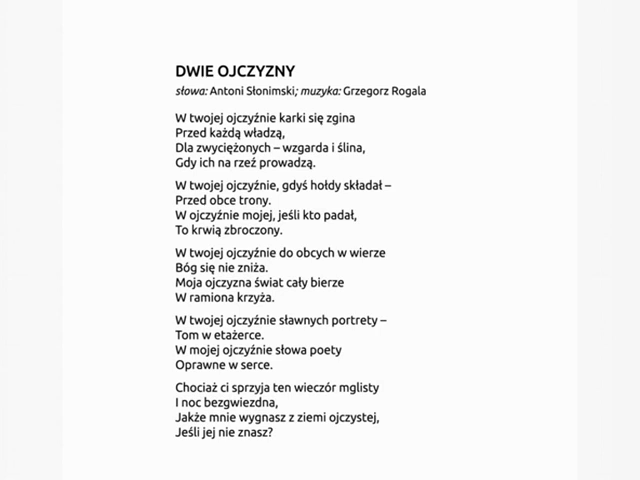 DWIE OJCZYZNY
słowa: Antoni Słonimski; muzyka: Grzegorz Rogala
W twojej ojczyźnie karki się zgina
Przed każdą władzą,
Dla zwyciężonych – wzgarda i ślina,
Gdy ich na rzeź prowadzą.
W twojej ojczyźnie, gdyś hołdy składał –
Przed obce trony.
W ojczyźnie mojej, jeśli kto padał,
To krwią zbroczony.
W twojej ojczyźnie do obcych w wierze
Bóg się nie zniża.
Moja ojczyzna świat cały bierze
W ramiona krzyża.
W twojej ojczyźnie sławnych portrety –
Tom w etażerce.
W mojej ojczyźnie słowa poety
Oprawne w serce.
Chociaż ci sprzyja ten wieczór mglisty
I noc bezgwiezdna,
Jakże mnie wygnasz z ziemi ojczystej,
Jeśli jej nie znasz?